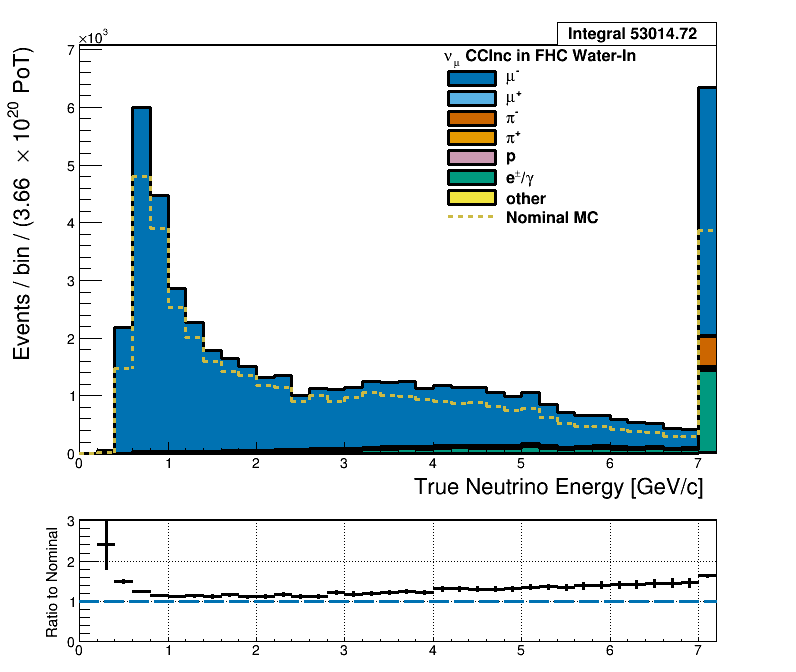 Integral 53014.72
×10³
ν_μ CCInc in FHC Water-In
μ⁻
μ⁺
π⁻
π⁺
p
e±/γ
other
Nominal MC
Events / bin / (3.66 × 10²⁰ PoT)
7
6
5
4
3
2
1
0
0 1 2 3 4 5 6 7
True Neutrino Energy [GeV/c]
Ratio to Nominal
3
2
1
0
0 1 2 3 4 5 6 7